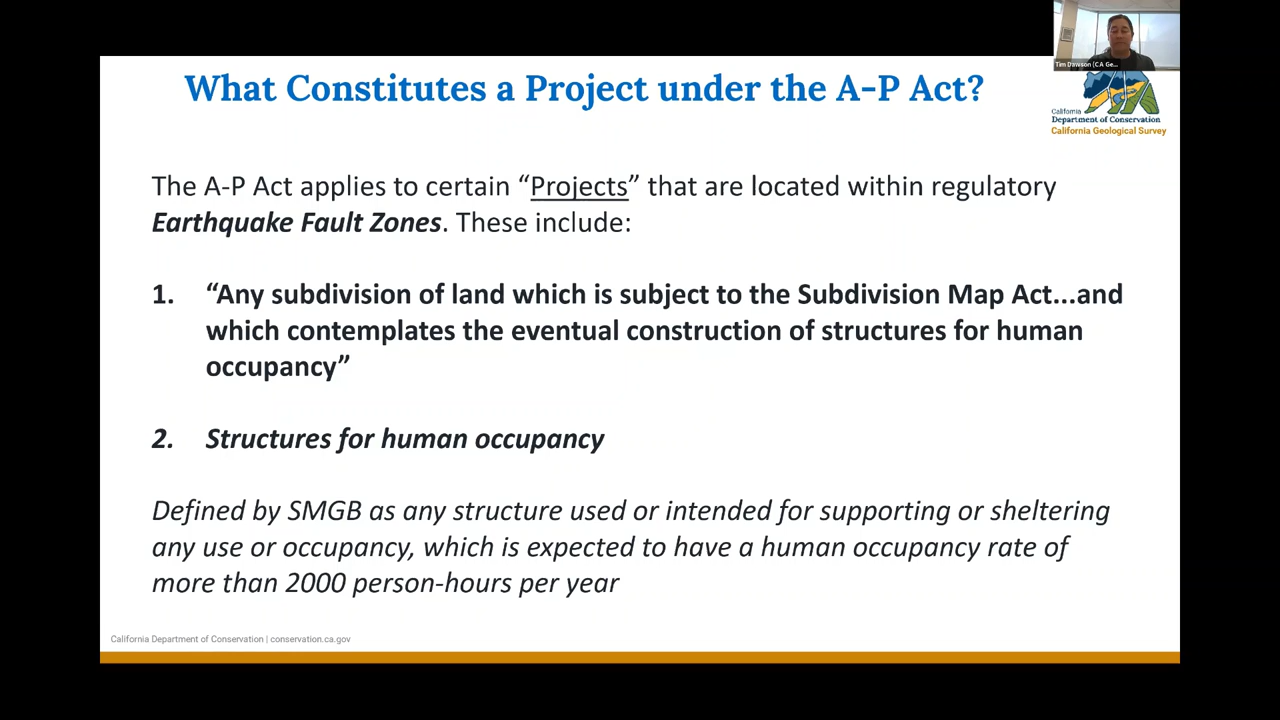 Tim Dawson (CA Ge...
What Constitutes a Project under the A-P Act?
California
Department of Conservation
California Geological Survey
The A-P Act applies to certain “Projects” that are located within regulatory
Earthquake Fault Zones. These include:
1. “Any subdivision of land which is subject to the Subdivision Map Act...and
which contemplates the eventual construction of structures for human
occupancy”
2. Structures for human occupancy
Defined by SMGB as any structure used or intended for supporting or sheltering
any use or occupancy, which is expected to have a human occupancy rate of
more than 2000 person-hours per year
California Department of Conservation | conservation.ca.gov